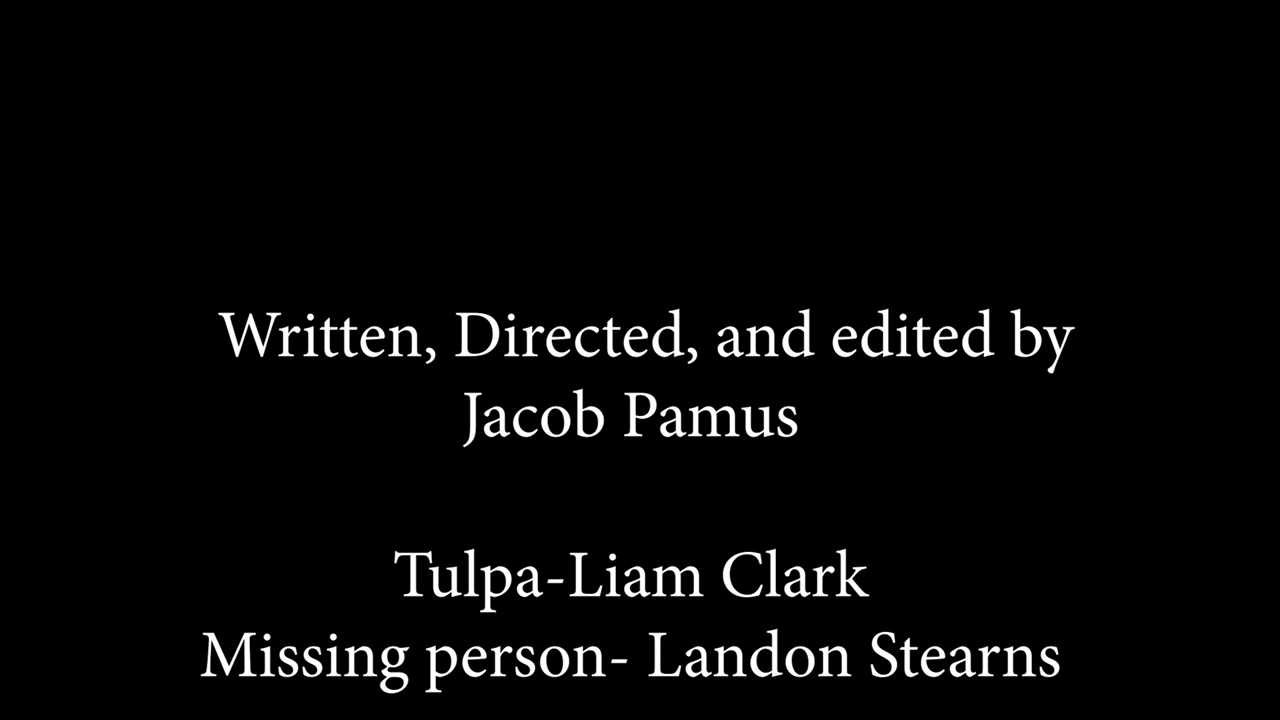 Written, Directed, and edited by
Jacob Pamus
Tulpa-Liam Clark
Missing person- Landon Stearns